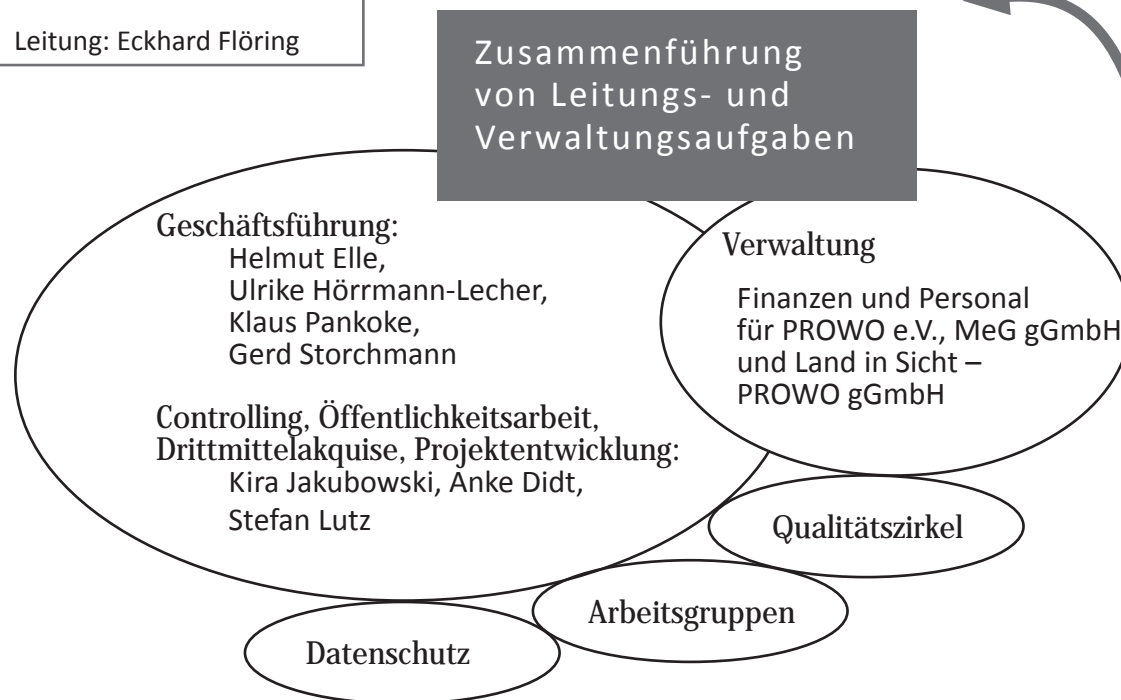 Leitung: Eckhard Flöring
Zusammenführung
von Leitungs- und
Verwaltungsaufgaben
Geschäftsführung:
Helmut Elle,
Ulrike Hörrmann-Lecher,
Klaus Pankoke,
Gerd Storchmann
Controlling, Öffentlichkeitsarbeit,
Drittmittelakquise, Projektentwicklung:
Kira Jakubowski, Anke Didt,
Stefan Lutz
Verwaltung
Finanzen und Personal
für PROWO e.V., MeG gGmbH
und Land in Sicht –
PROWO gGmbH
Qualitätszirkel
Arbeitsgruppen
Datenschutz